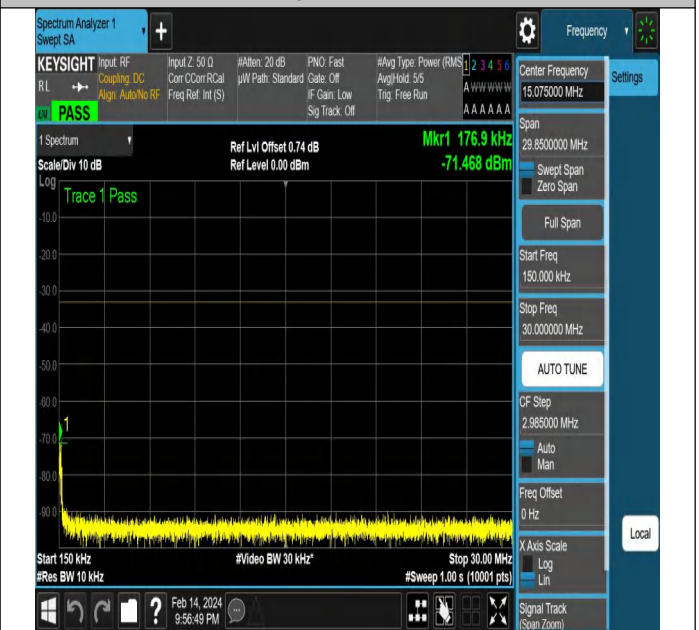 Spectrum Analyzer 1
Swept SA
Frequency
KEYSIGHT
RL
PASS
Input: RF
Coupling: DC
Align: Auto/No RF
Input Z: 50 Ω
Corr CCorr RCal
Freq Ref: Int (S)
#Atten: 20 dB
µW Path: Standard
PNO: Fast
Gate: Off
IF Gain: Low
Sig Track: Off
#Avg Type: Power (RMS
Avg|Hold: 5/5
Trig: Free Run
1 2 3 4 5 6
A W W W W W
A A A A A A
1 Spectrum
Scale/Div 10 dB
Ref Lvl Offset 0.74 dB
Ref Level 0.00 dBm
Mkr1 176.9 kHz
-71.468 dBm
Log
Trace 1 Pass
-10.0
-20.0
-30.0
-40.0
-50.0
-60.0
1
-70.0
-80.0
-90.0
Start 150 kHz
#Res BW 10 kHz
#Video BW 30 kHz*
Stop 30.00 MHz
#Sweep 1.00 s (10001 pts)
?
Feb 14, 2024
9:56:49 PM
Center Frequency
15.075000 MHz
Settings
Span
29.8500000 MHz
Swept Span
Zero Span
Full Span
Start Freq
150.000 kHz
Stop Freq
30.000000 MHz
AUTO TUNE
CF Step
2.985000 MHz
Auto
Man
Freq Offset
0 Hz
Local
X Axis Scale
Log
Lin
Signal Track
(Span Zoom)